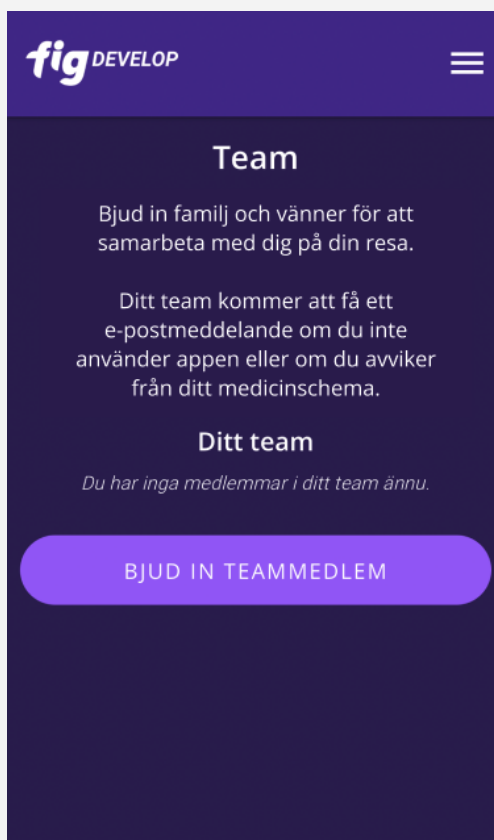 fig DEVELOP
Team
Bjud in familj och vänner för att
samarbeta med dig på din resa.
Ditt team kommer att få ett
e-postmeddelande om du inte
använder appen eller om du avviker
från ditt medicinschema.
Ditt team
Du har inga medlemmar i ditt team ännu.
BJUD IN TEAMMEDLEM